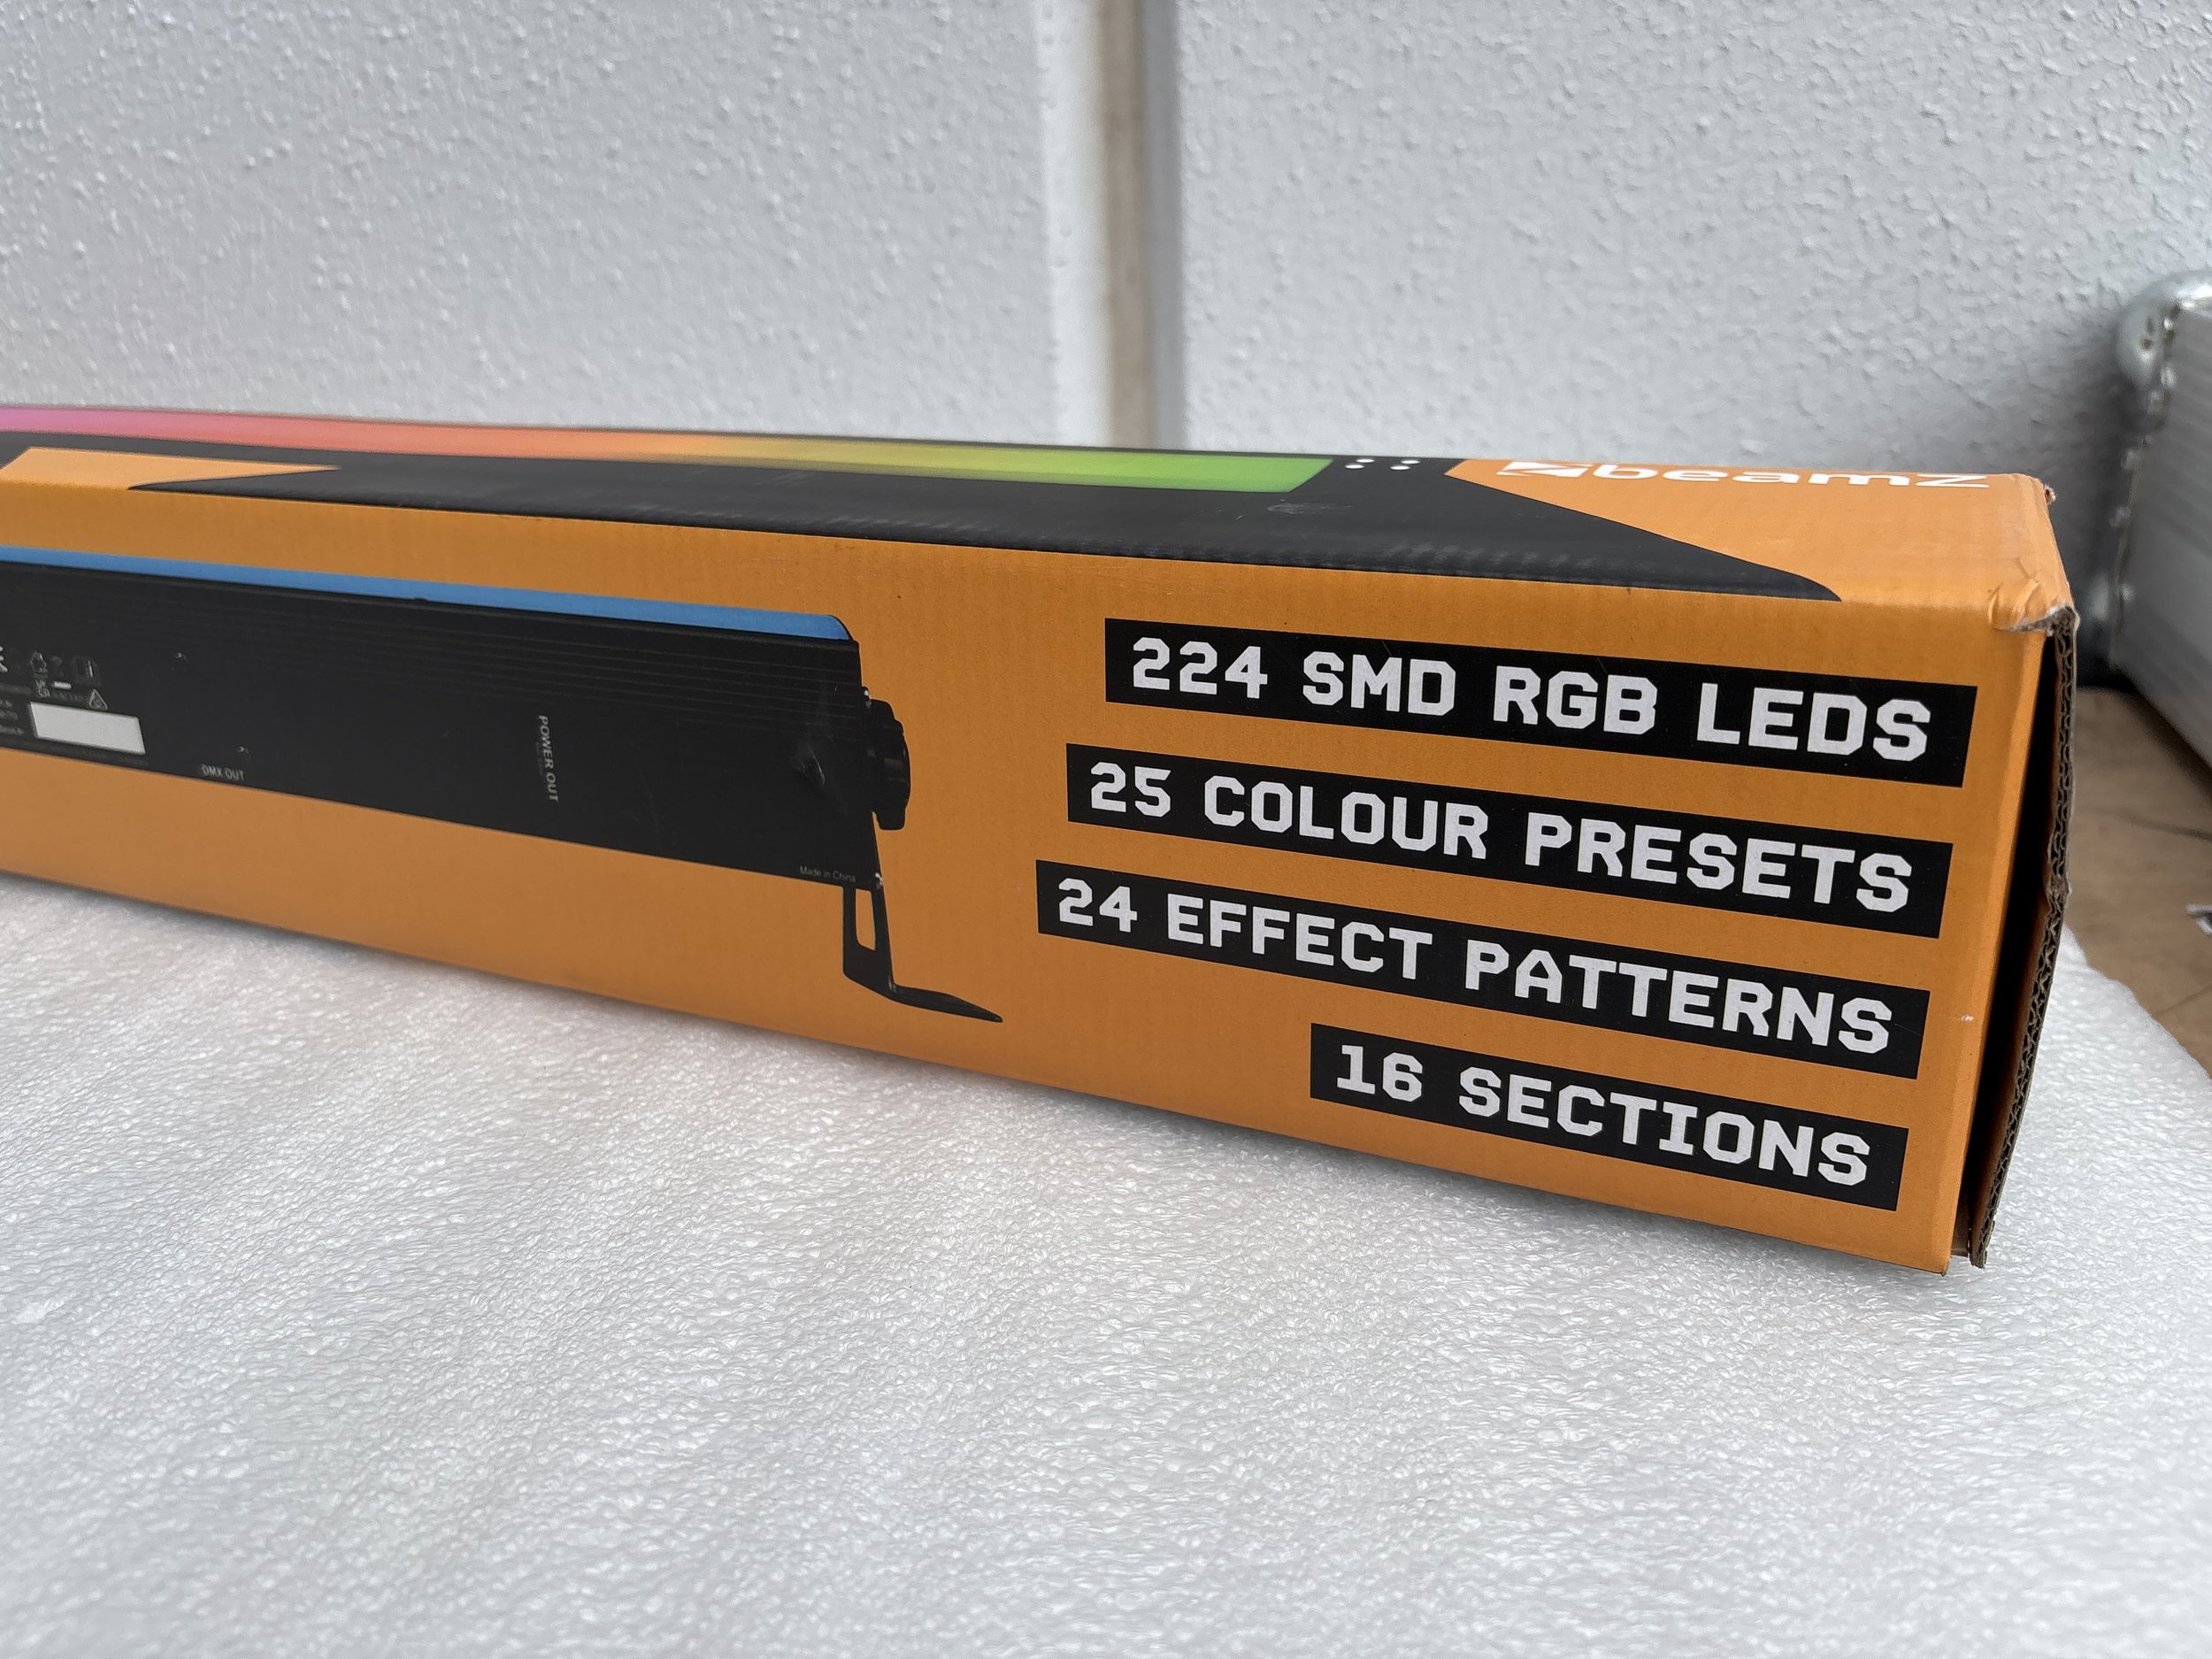 beamZ
224 SMD RGB LEDS
25 COLOUR PRESETS
24 EFFECT PATTERNS
16 SECTIONS
POWER OUT
DMX OUT
Made in China